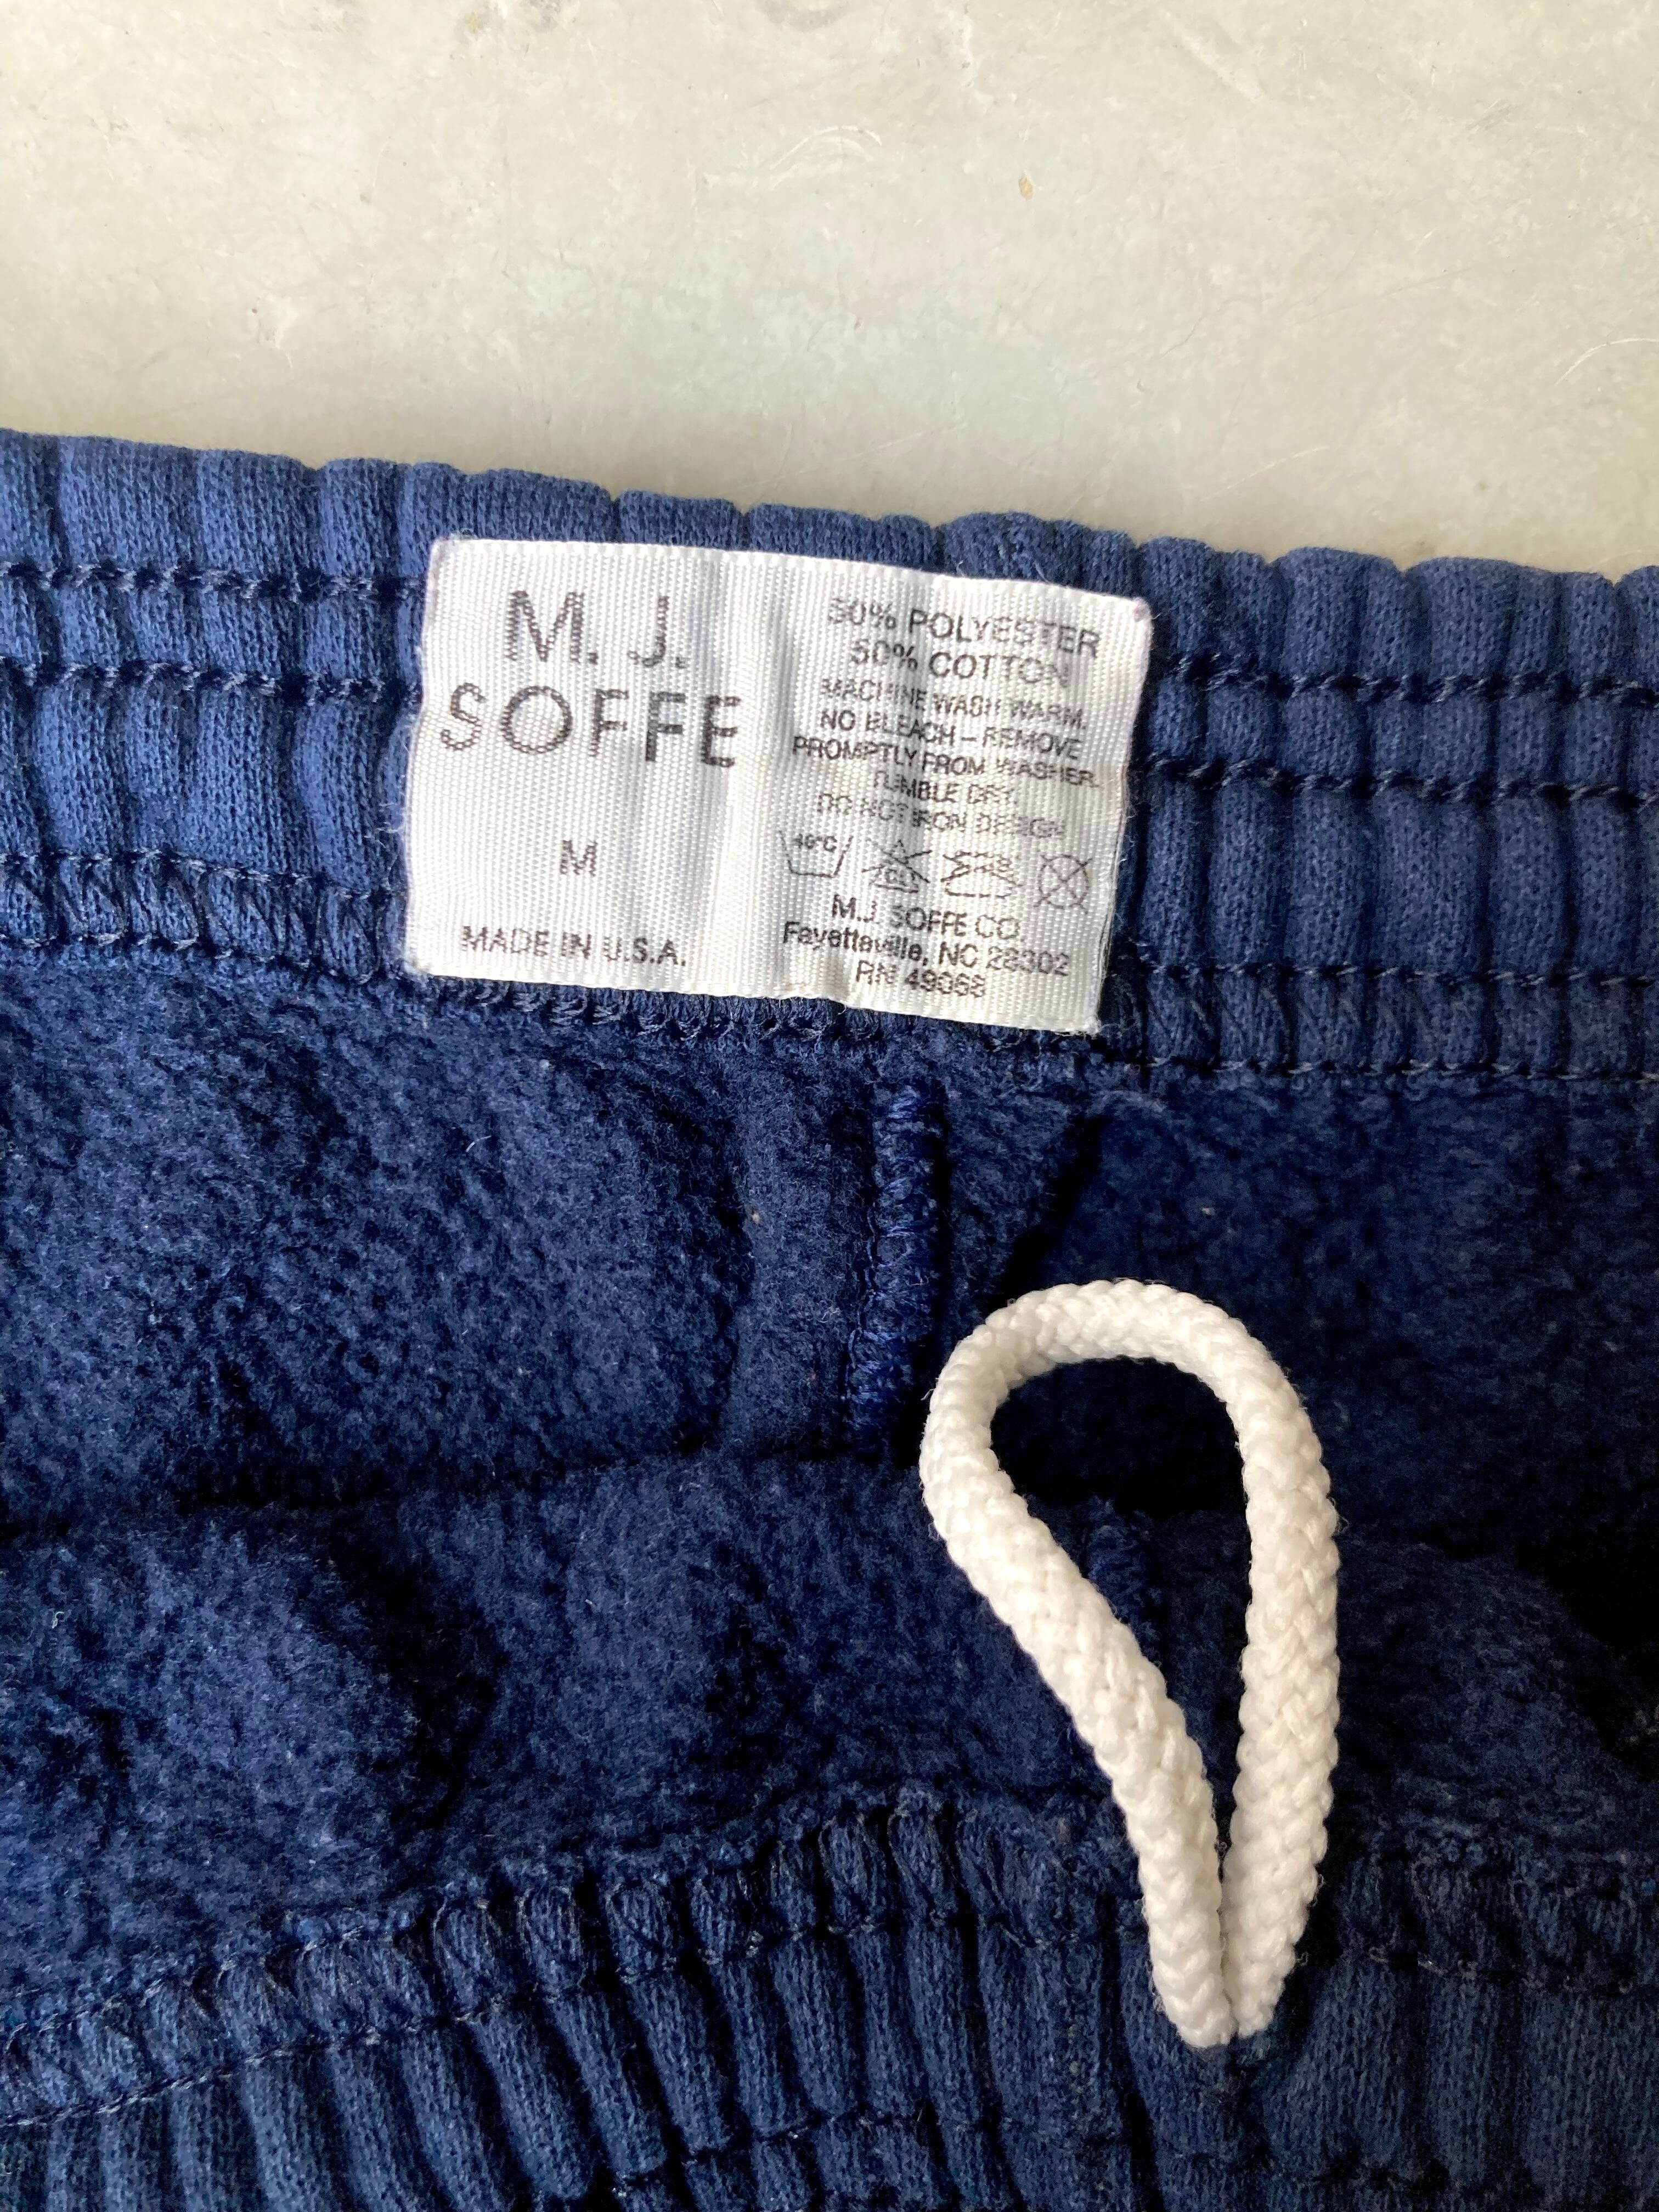 M. J.
SOFFE
M
MADE IN U.S.A.
50% POLYESTER
50% COTTON
MACHINE WASH WARM.
NO BLEACH – REMOVE
PROMPTLY FROM WASHER.
TUMBLE DRY.
DO NOT IRON DESIGN
40°C CL
M.J. SOFFE CO.
Fayetteville, NC 28302
RN 49068